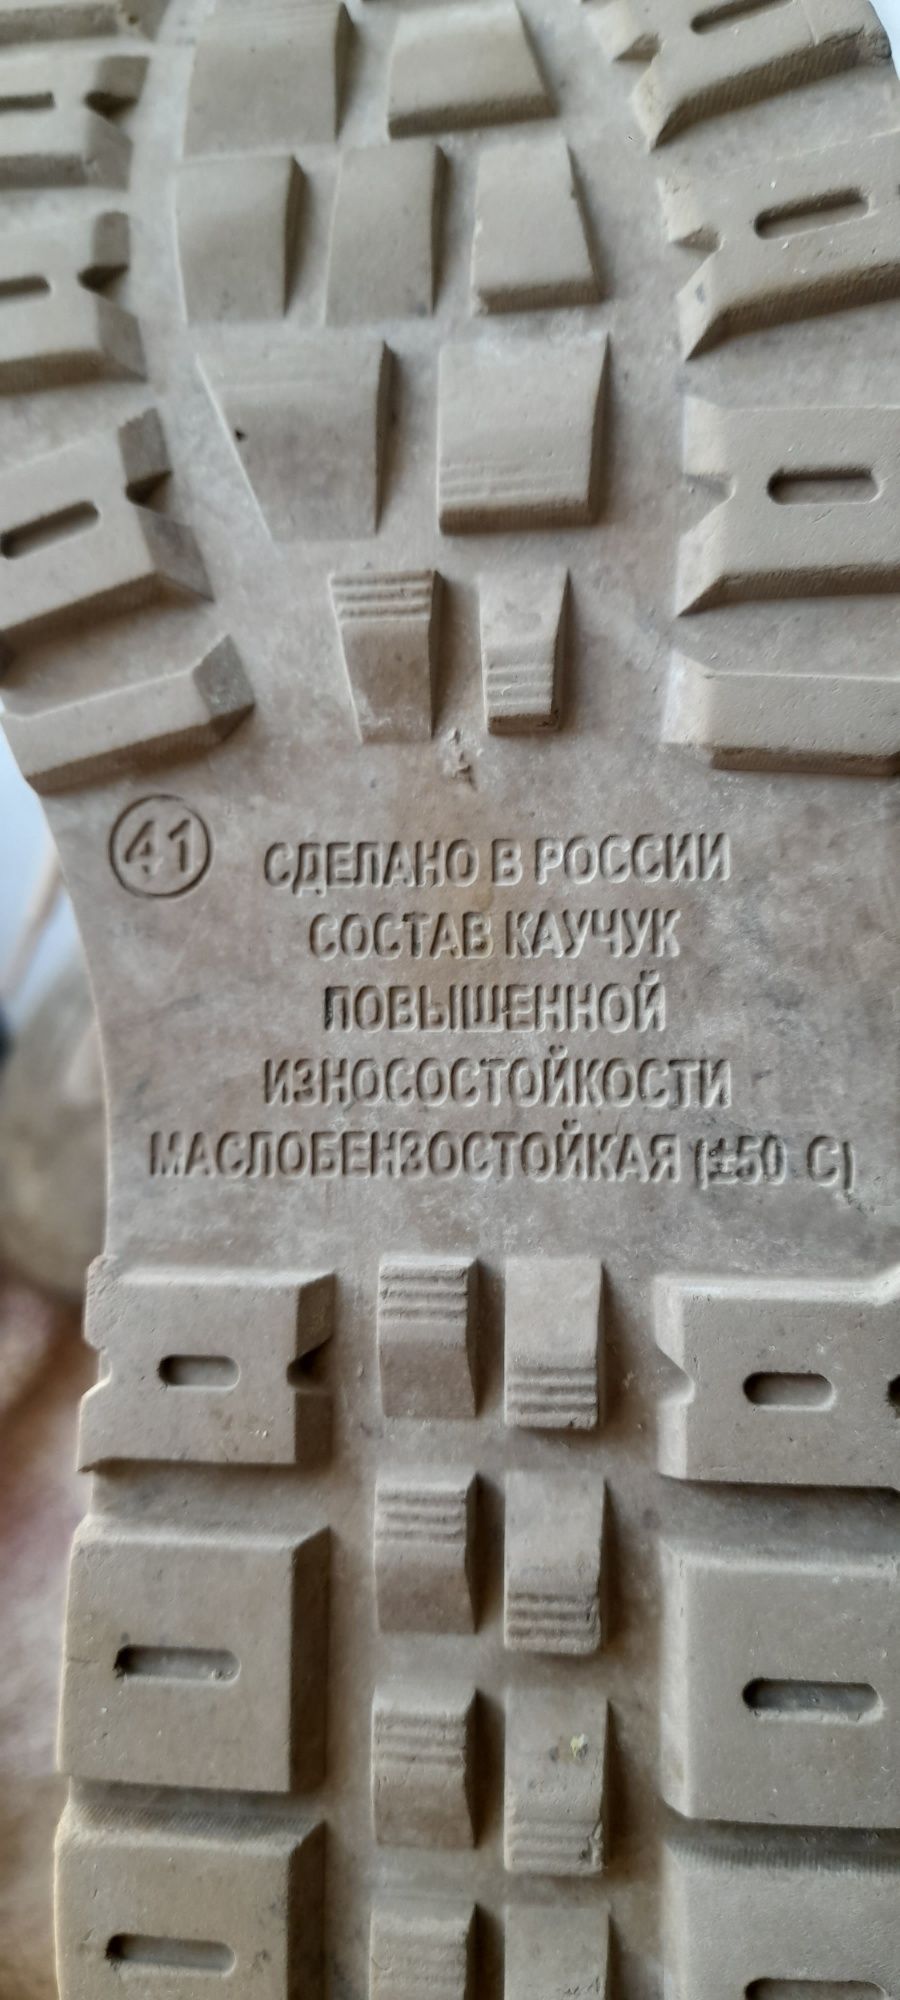 41
СДЕЛАНО В РОССИИ
СОСТАВ КАУЧУК
ПОВЫШЕННОЙ
ИЗНОСОСТОЙКОСТИ
МАСЛОБЕНЗОСТОЙКАЯ (±50 С)